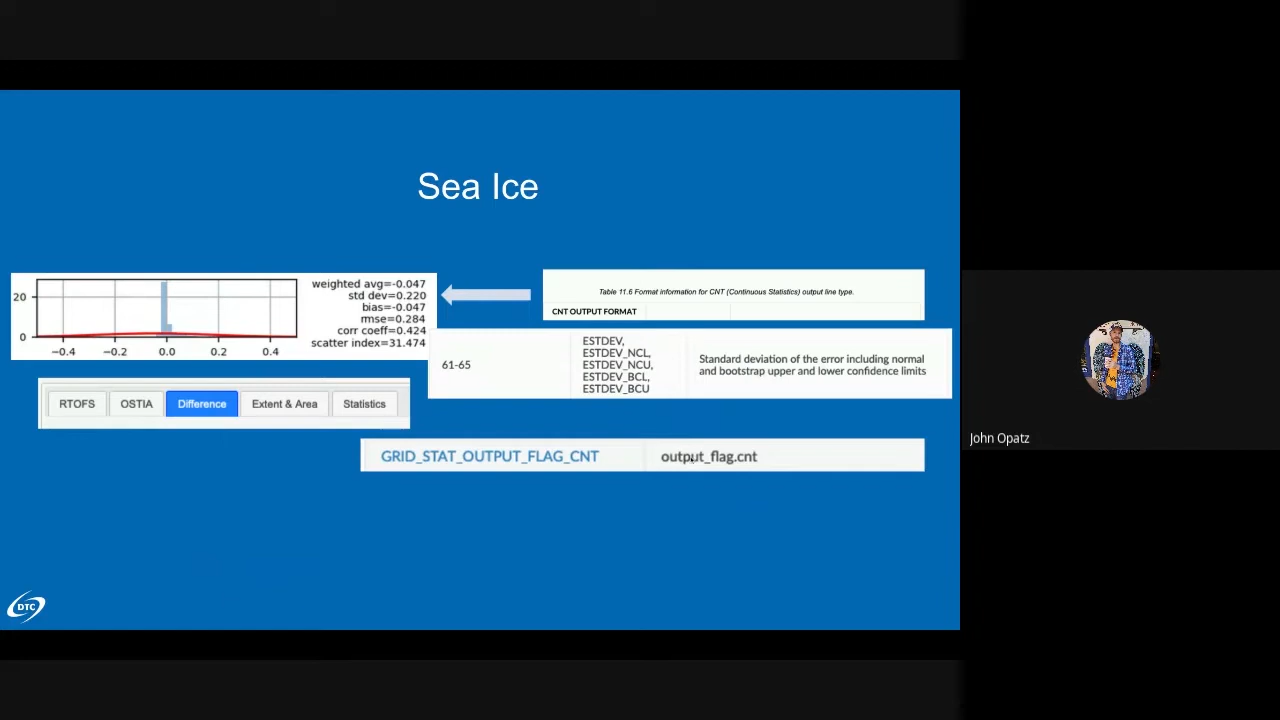 Sea Ice
20
0
−0.4 −0.2 0.0 0.2 0.4
weighted avg=-0.047
std dev=0.220
bias=-0.047
rmse=0.284
corr coeff=0.424
scatter index=31.474
Table 11.6 Format information for CNT (Continuous Statistics) output line type.
CNT OUTPUT FORMAT
61-65
ESTDEV,
ESTDEV_NCL,
ESTDEV_NCU,
ESTDEV_BCL,
ESTDEV_BCU
Standard deviation of the error including normal
and bootstrap upper and lower confidence limits
RTOFS OSTIA Difference Extent & Area Statistics
GRID_STAT_OUTPUT_FLAG_CNT output_flag.cnt
John Opatz
DTC